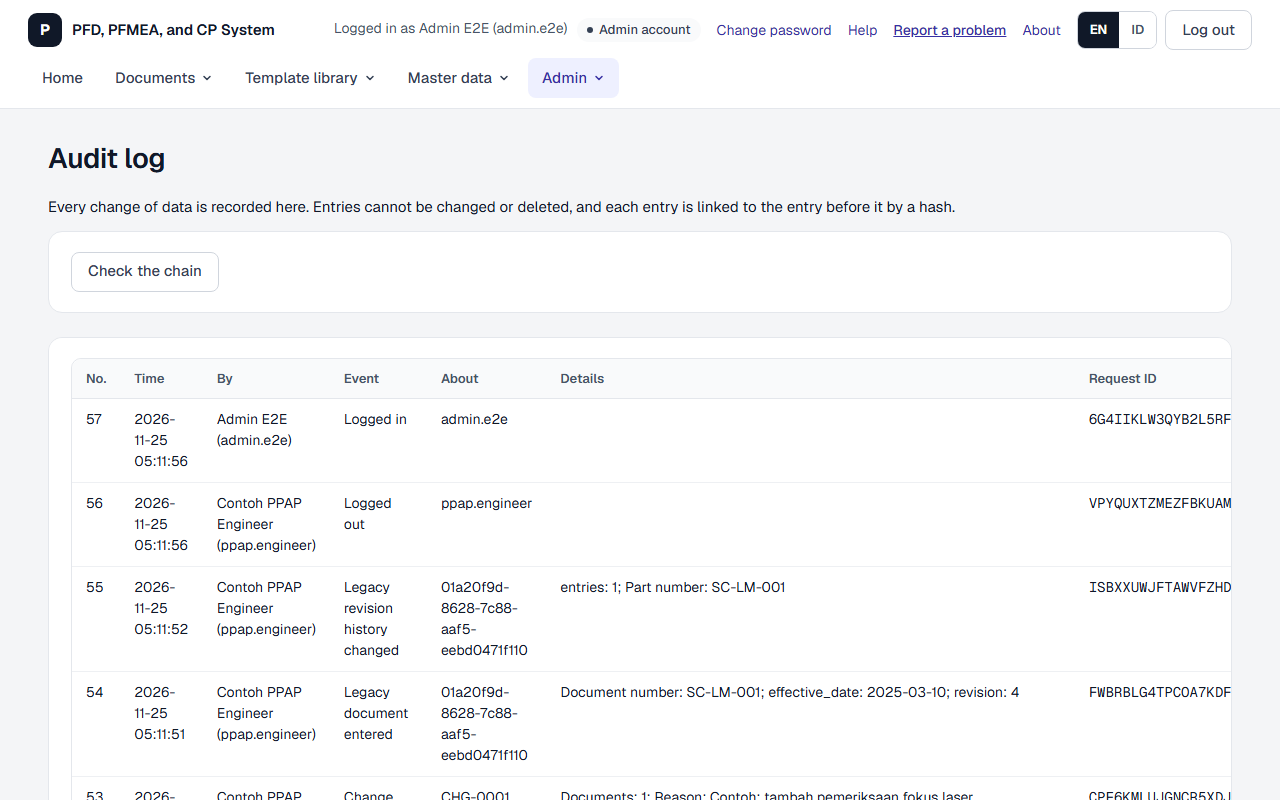 P
PFD, PFMEA, and CP System
Logged in as Admin E2E (admin.e2e)
Admin account
Change password
Help
Report a problem
About
EN
ID
Log out
Home
Documents
Template library
Master data
Admin
Audit log
Every change of data is recorded here. Entries cannot be changed or deleted, and each entry is linked to the entry before it by a hash.
Check the chain
No. Time By Event About Details Request ID
57
2026-
11-25
05:11:56
Admin E2E
(admin.e2e)
Logged in
admin.e2e
6G4IIKLW3QYB2L5RF
56
2026-
11-25
05:11:56
Contoh PPAP
Engineer
(ppap.engineer)
Logged
out
ppap.engineer
VPYQUXTZMEZFBKUAM
55
2026-
11-25
05:11:52
Contoh PPAP
Engineer
(ppap.engineer)
Legacy
revision
history
changed
01a20f9d-
8628-7c88-
aaf5-
eebd0471f110
entries: 1; Part number: SC-LM-001
ISBXXUWJFTAWVFZHD
54
2026-
11-25
05:11:51
Contoh PPAP
Engineer
(ppap.engineer)
Legacy
document
entered
01a20f9d-
8628-7c88-
aaf5-
eebd0471f110
Document number: SC-LM-001; effective_date: 2025-03-10; revision: 4
FWBRBLG4TPCOA7KDF
53
2026-
Contoh PPAP
Change
CHG-0001
Documents: 1; Reason: Contoh: tambah pemeriksaan fokus laser